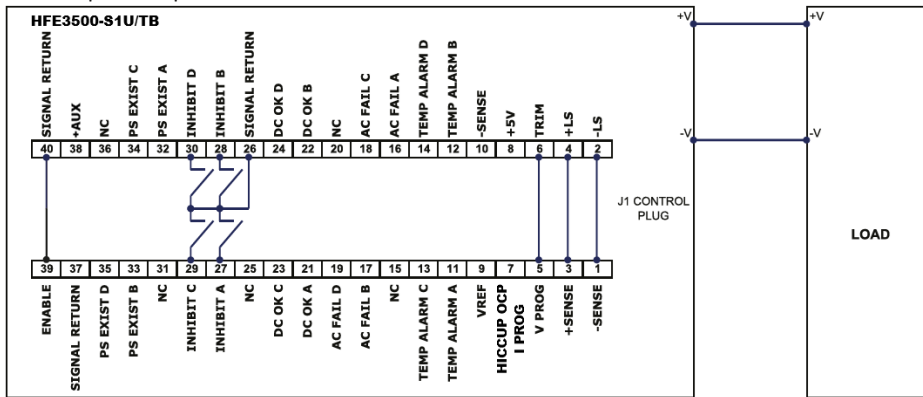 HFE3500-S1U/TB
+V
+V
SIGNAL RETURN
+AUX
NC
PS EXIST C
PS EXIST A
INHIBIT D
INHIBIT B
SIGNAL RETURN
DC OK D
DC OK B
NC
AC FAIL C
AC FAIL A
TEMP ALARM D
TEMP ALARM B
-SENSE
+5V
TRIM
+LS
-LS
-V
-V
40 38 36 34 32 30 28 26 24 22 20 18 16 14 12 10 8 6 4 2
J1 CONTROL
PLUG
LOAD
39 37 35 33 31 29 27 25 23 21 19 17 15 13 11 9 7 5 3 1
ENABLE
SIGNAL RETURN
PS EXIST D
PS EXIST B
NC
INHIBIT C
INHIBIT A
NC
DC OK C
DC OK A
AC FAIL D
AC FAIL B
NC
TEMP ALARM C
TEMP ALARM A
VREF
HICCUP OCP
I PROG
V PROG
+SENSE
-SENSE